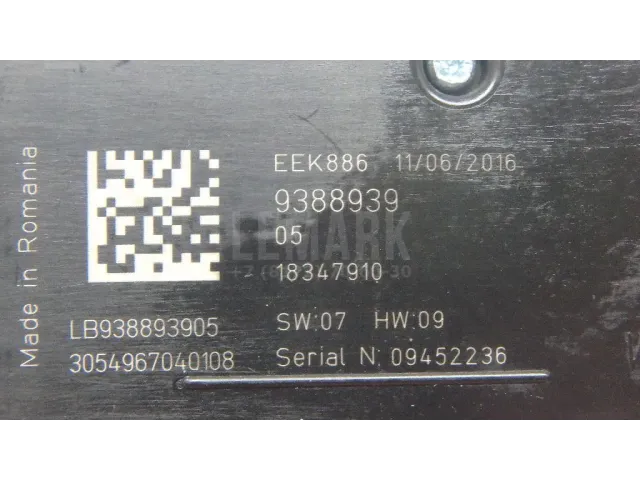 Made in Romania
EEK886 11/06/2016
9388939
05
18347910
LB938893905
SW:07 HW:09
3054967040108
Serial N: 09452236